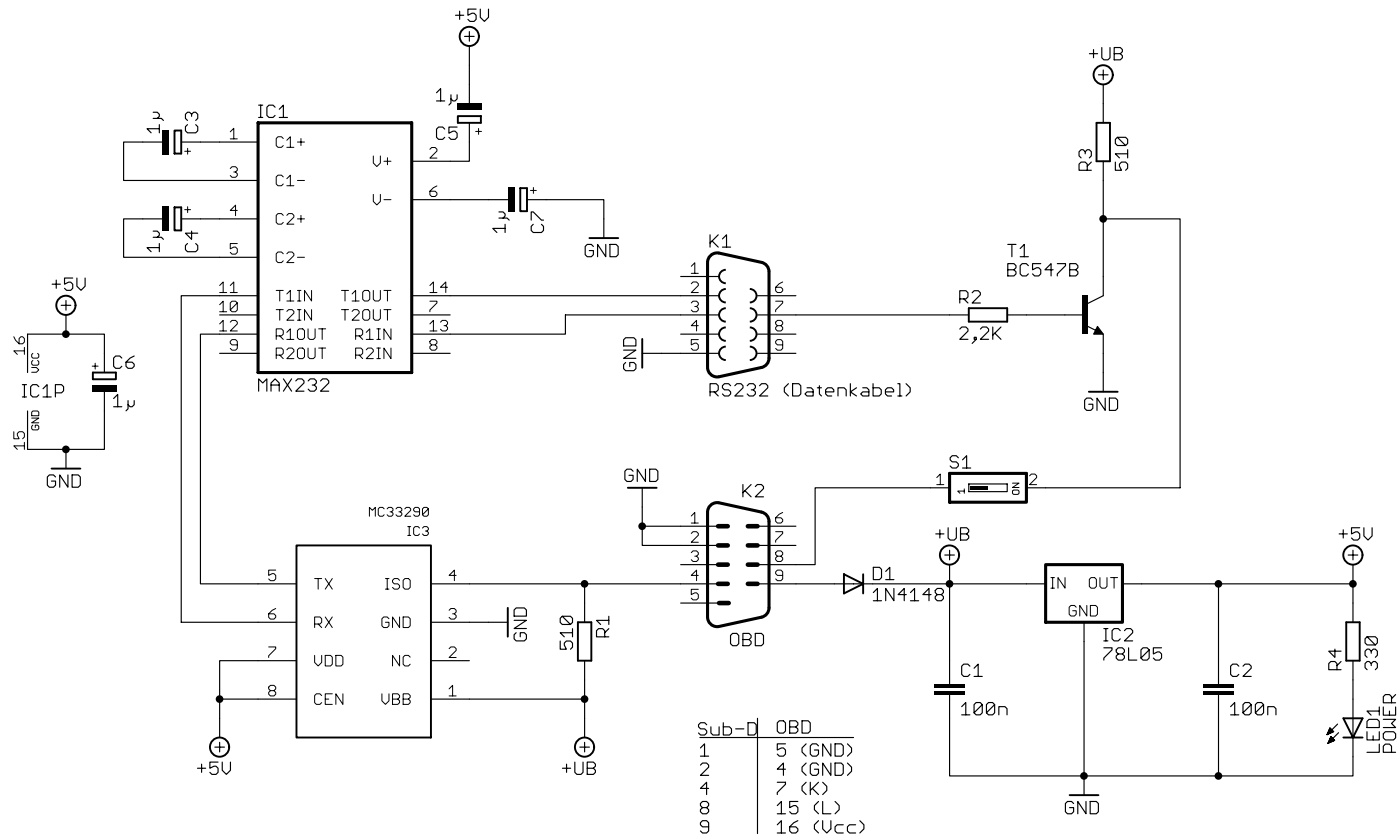 +5V
+UB
IC1
1µ
C3
1
3
C1+
C1-
1µ
C4
4
5
C2+
C2-
V+
2
1µ
C5
V-
6
1µ
C7
GND
11 T1IN T1OUT 14
10 T2IN T2OUT 7
12 R1OUT R1IN 13
9 R2OUT R2IN 8
MAX232
+5V
16
VCC
IC1P
GND
15
C6
1µ
GND
K1
1
2
3
4
5
6
7
8
9
GND
RS232 (Datenkabel)
R2
2,2K
T1
BC547B
R3
510
GND
S1
1
2
1
ON
GND
K2
1
2
3
4
5
6
7
8
9
OBD
MC33290
IC3
5 TX ISO 4
6 RX GND 3
7 VDD NC 2
8 CEN VBB 1
GND
510
R1
+5V
+UB
D1
1N4148
+UB
IN OUT
GND
IC2
78L05
+5V
C1
100n
C2
100n
R4
330
LED1
POWER
GND
Sub-D OBD
1 5 (GND)
2 4 (GND)
4 7 (K)
8 15 (L)
9 16 (Vcc)